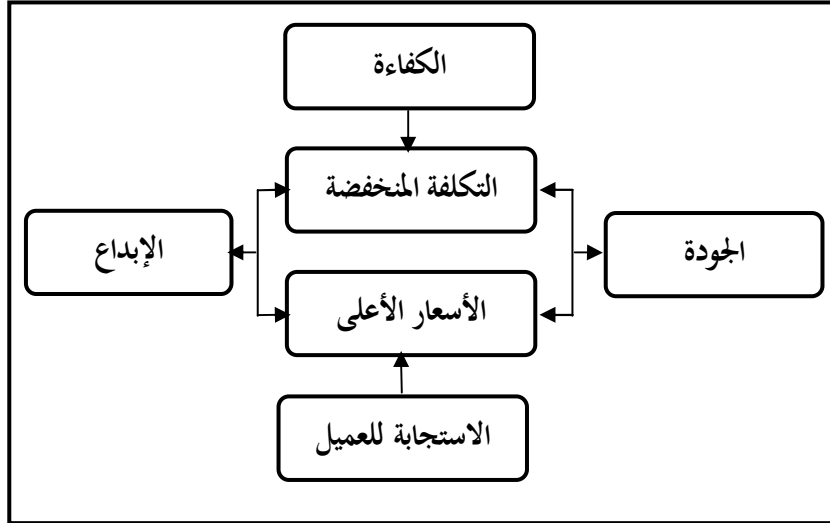 الكفاءة
التكلفة المنخفضة
الجودة
الإبداع
الأسعار الأعلى
الاستجابة للعميل